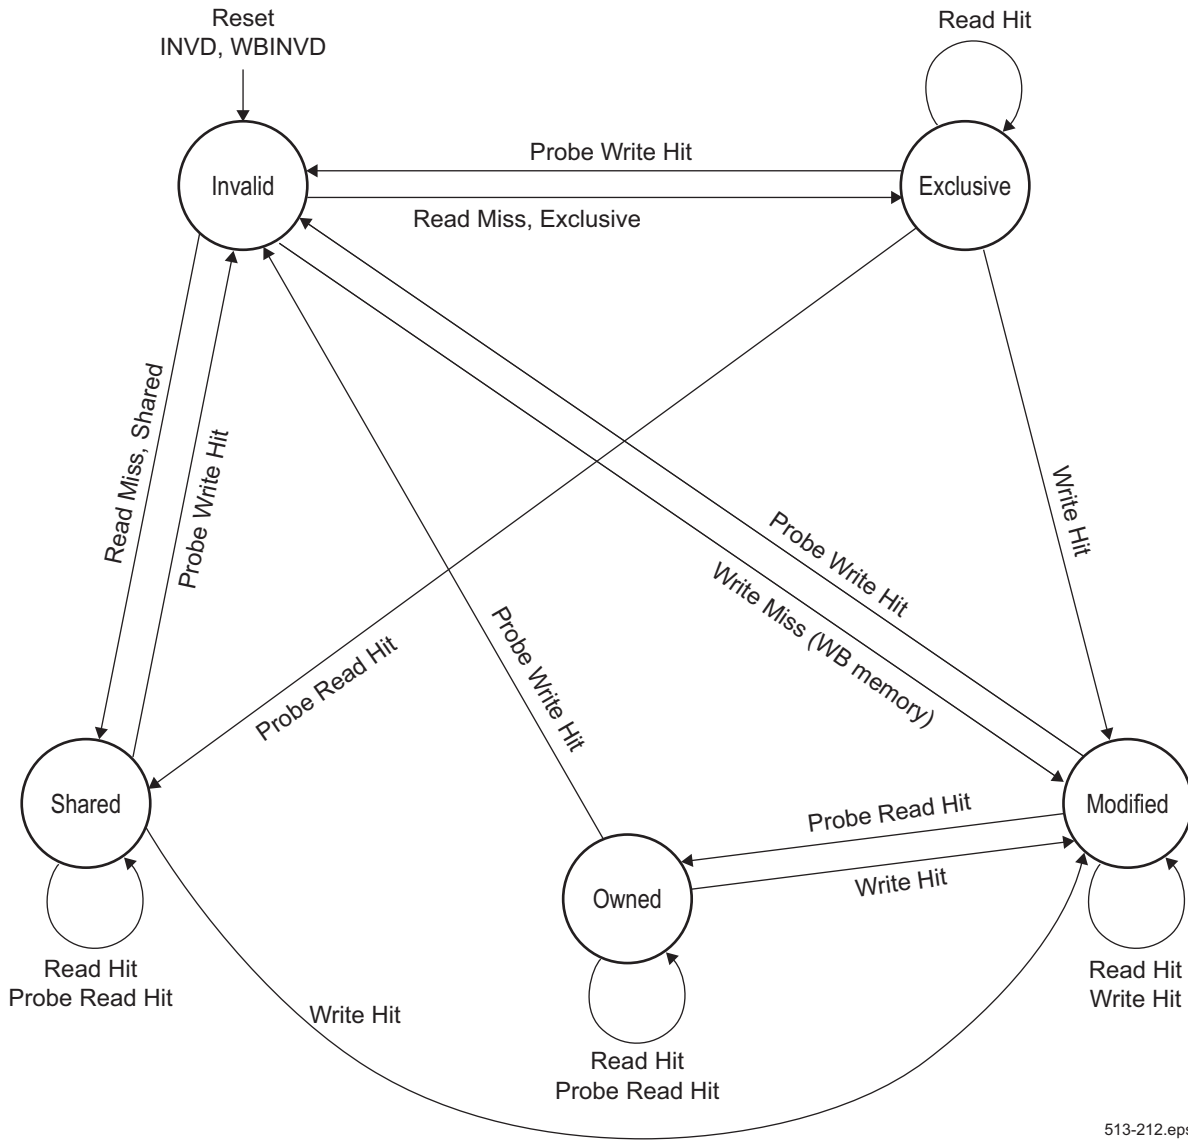 Reset
INVD, WBINVD
Read Hit
Invalid
Probe Write Hit
Exclusive
Read Miss, Exclusive
Read Miss, Shared
Probe Write Hit
Probe Read Hit
Probe Write Hit
Write Miss (WB memory)
Probe Write Hit
Write Hit
Shared
Modified
Probe Read Hit
Write Hit
Owned
Read Hit
Probe Read Hit
Write Hit
Read Hit
Probe Read Hit
Read Hit
Write Hit
513-212.eps